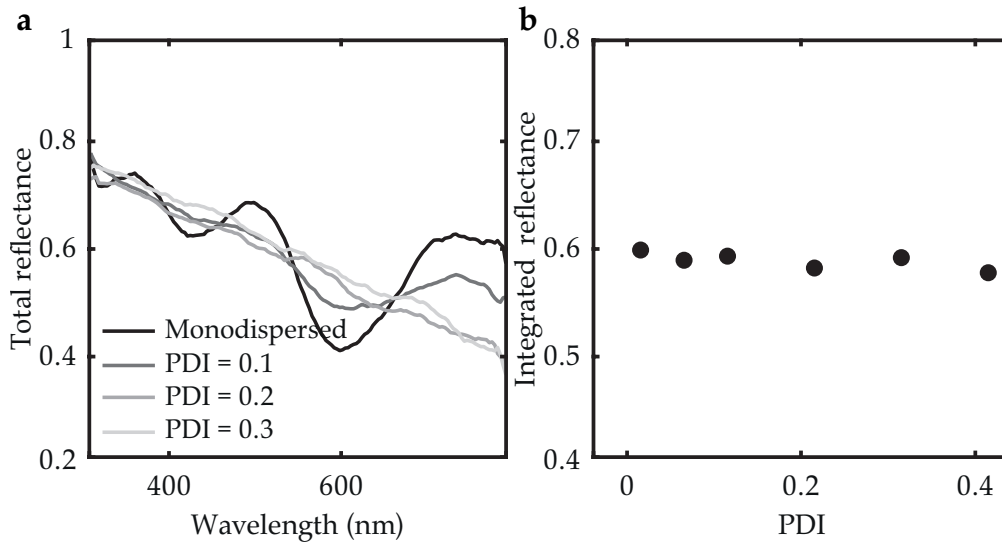 a
1
0.8
0.6
0.4
0.2
Total reflectance
Monodispersed
PDI = 0.1
PDI = 0.2
PDI = 0.3
400
600
Wavelength (nm)
b
0.8
0.7
0.6
0.5
0.4
Integrated reflectance
0
0.2
0.4
PDI